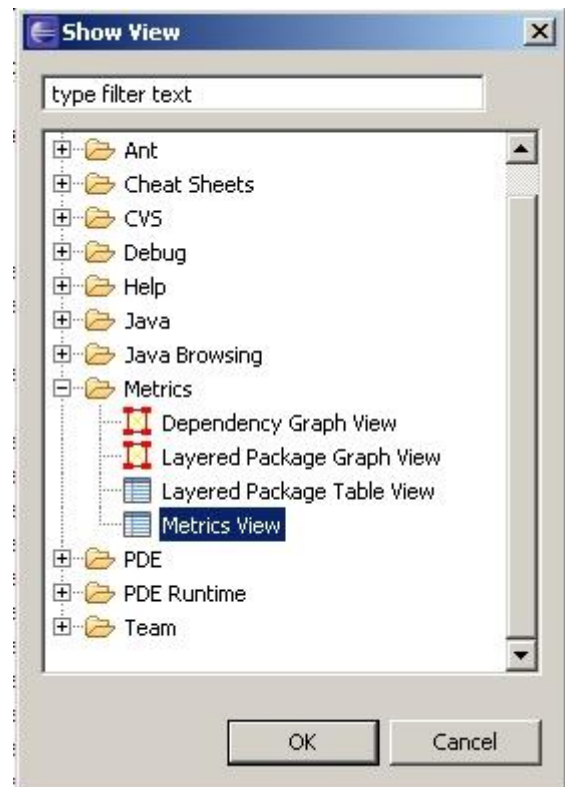 Show View
type filter text
Ant
Cheat Sheets
CVS
Debug
Help
Java
Java Browsing
Metrics
Dependency Graph View
Layered Package Graph View
Layered Package Table View
Metrics View
PDE
PDE Runtime
Team
OK
Cancel